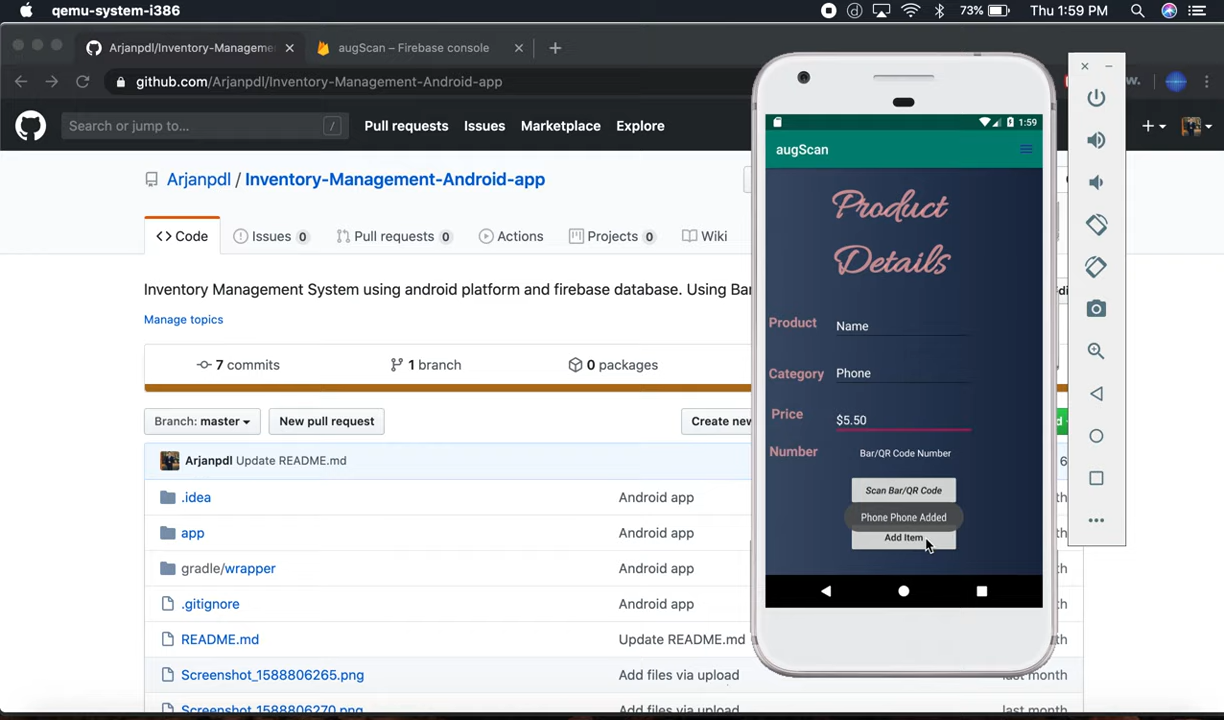 qemu-system-i386
73%
Thu 1:59 PM
Arjanpdl/Inventory-Manageme
augScan – Firebase console
github.com/Arjanpdl/Inventory-Management-Android-app
w.
Search or jump to...
/
Pull requests
Issues
Marketplace
Explore
Arjanpdl / Inventory-Management-Android-app
Code
Issues 0
Pull requests 0
Actions
Projects 0
Wiki
Inventory Management System using android platform and firebase database. Using Bar
Manage topics
7 commits
1 branch
0 packages
Branch: master
New pull request
Create new
Arjanpdl Update README.md
.idea Android app
app Android app
gradle/wrapper Android app
.gitignore Android app
README.md Update README.md
Screenshot_1588806265.png Add files via upload last month
Screenshot_1588806270.png Add files via upload
1:59
augScan
Product
Details
Product Name
Category Phone
Price $5.50
Number Bar/QR Code Number
Scan Bar/QR Code
Phone Phone Added
Add Item